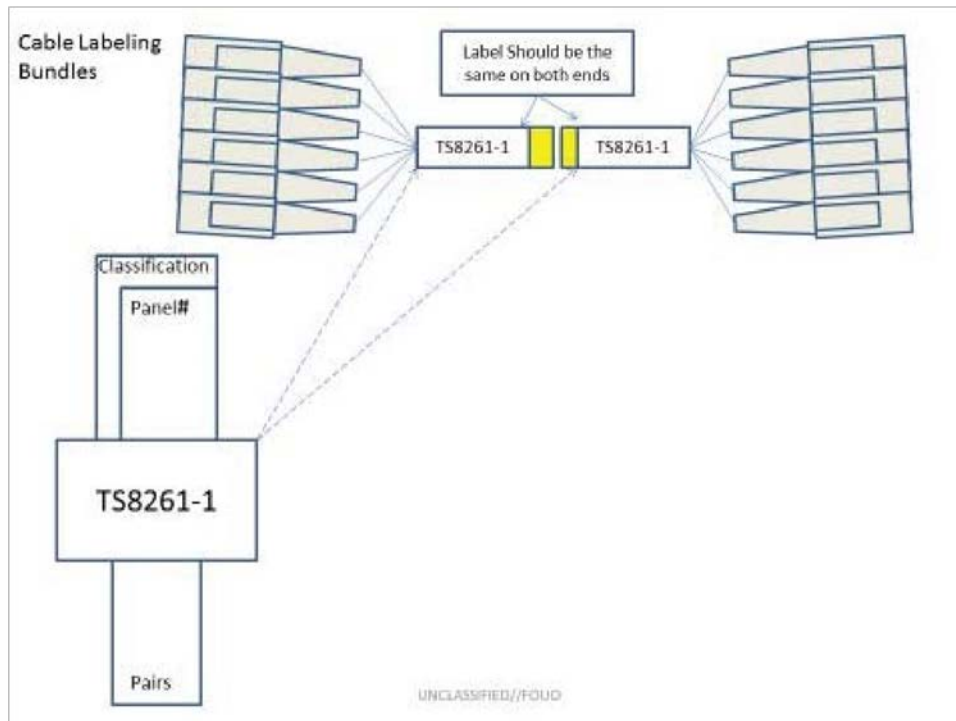 Cable Labeling
Bundles
Label Should be the
same on both ends
TS8261-1
TS8261-1
Classification
Panel#
TS8261-1
Pairs
UNCLASSIFIED//FOUO